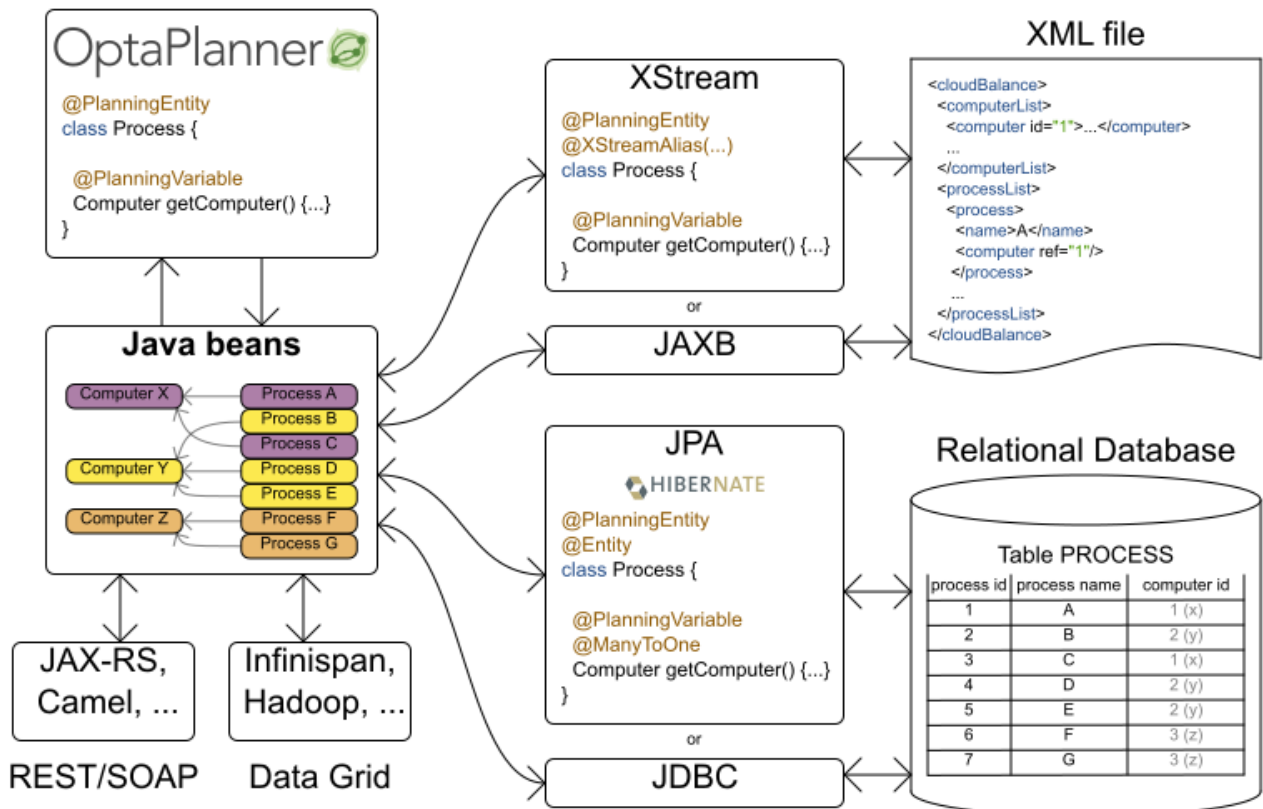 OptaPlanner
@PlanningEntity
class Process {
@PlanningVariable
Computer getComputer() {...}
}
Java beans
Computer X
Process A
Process B
Process C
Computer Y
Process D
Process E
Computer Z
Process F
Process G
JAX-RS,
Camel, ...
REST/SOAP
Infinispan,
Hadoop, ...
Data Grid
XStream
@PlanningEntity
@XStreamAlias(...)
class Process {
@PlanningVariable
Computer getComputer() {...}
}
or
JAXB
XML file
<cloudBalance>
<computerList>
<computer id="1">...</computer>
...
</computerList>
<processList>
<process>
<name>A</name>
<computer ref="1"/>
</process>
...
</processList>
</cloudBalance>
JPA
HIBERNATE
@PlanningEntity
@Entity
class Process {
@PlanningVariable
@ManyToOne
Computer getComputer() {...}
}
or
JDBC
Relational Database
Table PROCESS
process id process name computer id
1 A 1 (x)
2 B 2 (y)
3 C 1 (x)
4 D 2 (y)
5 E 2 (y)
6 F 3 (z)
7 G 3 (z)